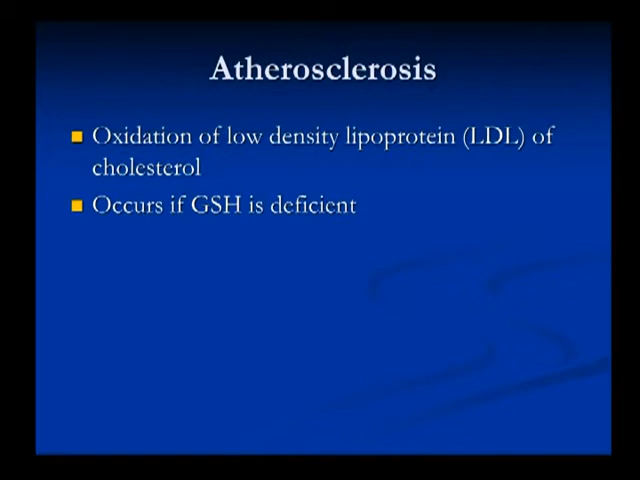 Atherosclerosis
Oxidation of low density lipoprotein (LDL) of
cholesterol
Occurs if GSH is deficient